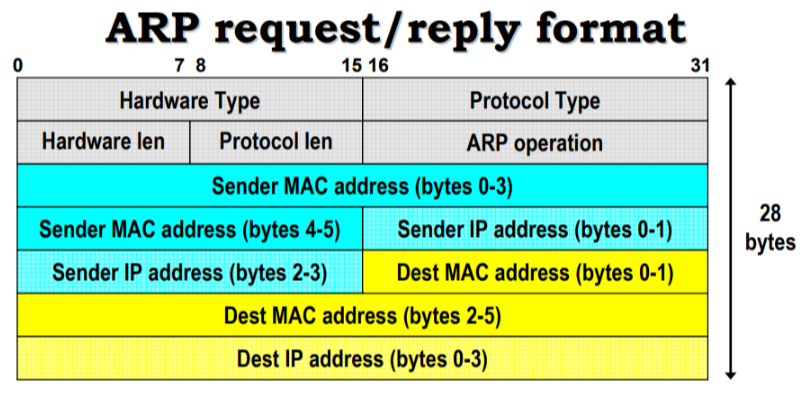 ARP request/reply format
0 7 8 15 16 31
Hardware Type Protocol Type
Hardware len Protocol len ARP operation
Sender MAC address (bytes 0-3)
Sender MAC address (bytes 4-5) Sender IP address (bytes 0-1)
28
bytes
Sender IP address (bytes 2-3) Dest MAC address (bytes 0-1)
Dest MAC address (bytes 2-5)
Dest IP address (bytes 0-3)